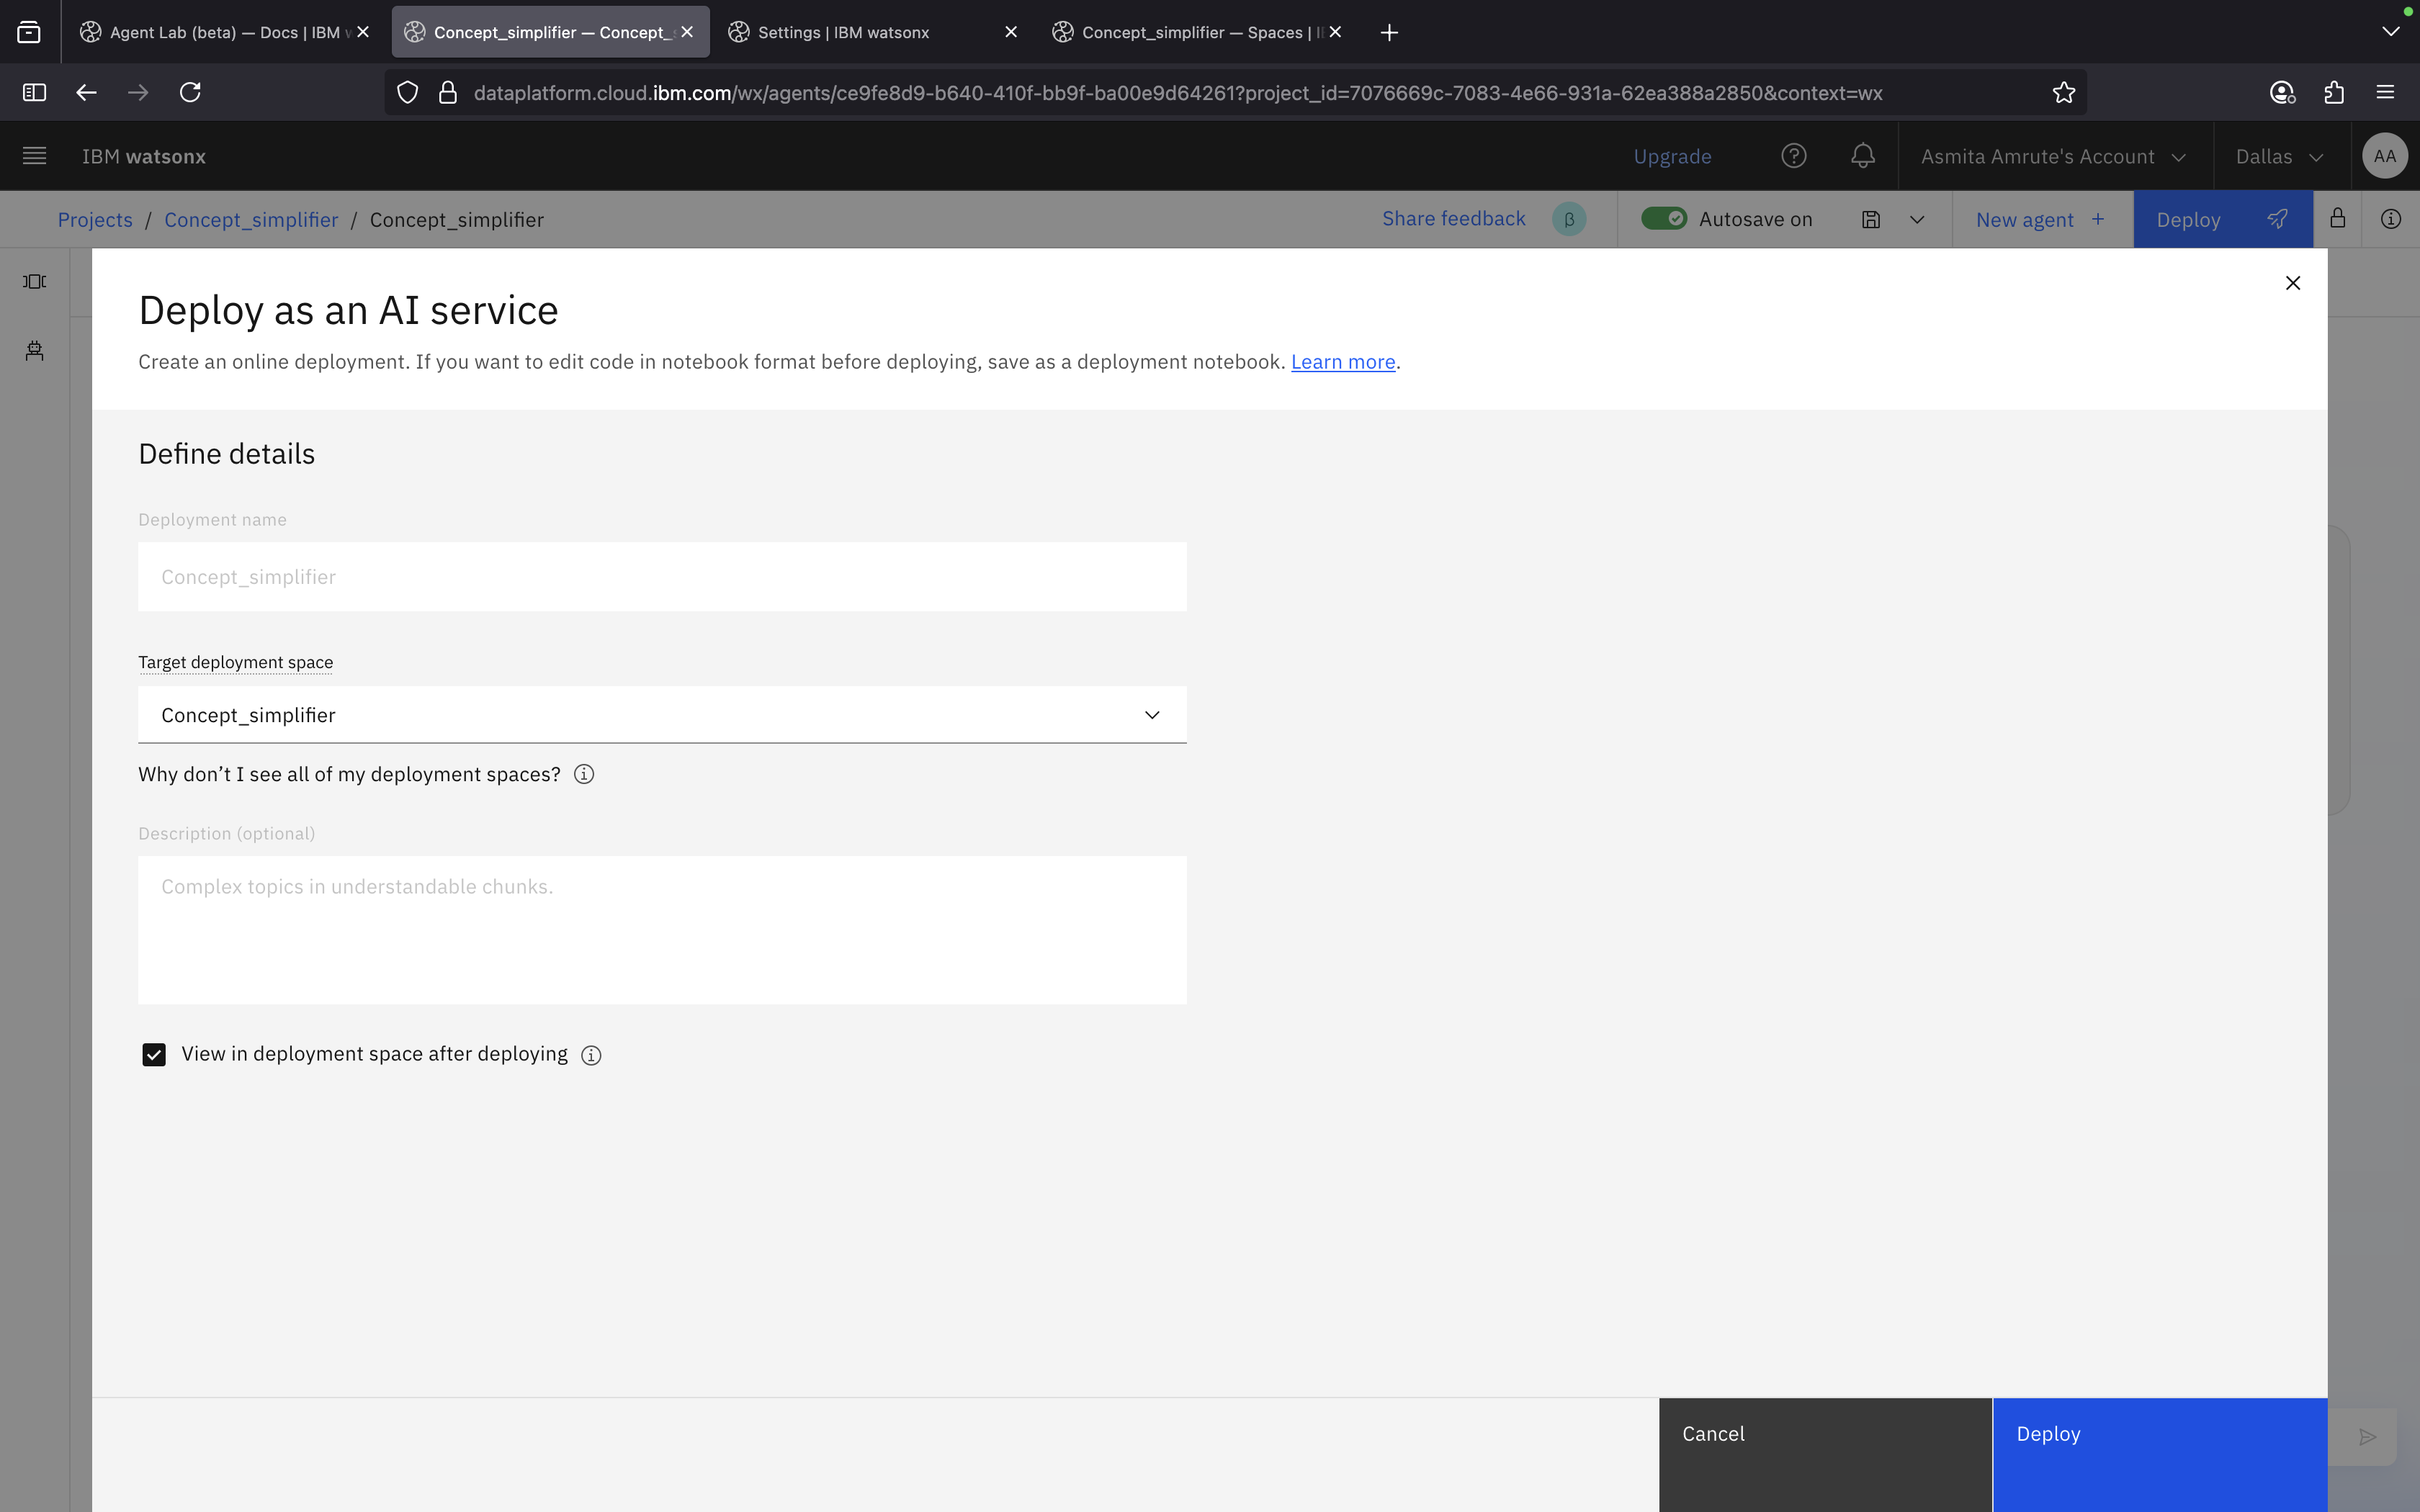 Agent Lab (beta) — Docs | IBM w
Concept_simplifier — Concept_s
Settings | IBM watsonx
Concept_simplifier — Spaces | I
dataplatform.cloud.ibm.com/wx/agents/ce9fe8d9-b640-410f-bb9f-ba00e9d64261?project_id=7076669c-7083-4e66-931a-62ea388a2850&context=wx
IBM watsonx
Upgrade
Asmita Amrute's Account
Dallas
AA
Projects / Concept_simplifier / Concept_simplifier
Share feedback
β
Autosave on
New agent +
Deploy
Deploy as an AI service
Create an online deployment. If you want to edit code in notebook format before deploying, save as a deployment notebook. Learn more.
Define details
Deployment name
Concept_simplifier
Target deployment space
Concept_simplifier
Why don’t I see all of my deployment spaces?
Description (optional)
Complex topics in understandable chunks.
View in deployment space after deploying
Cancel
Deploy